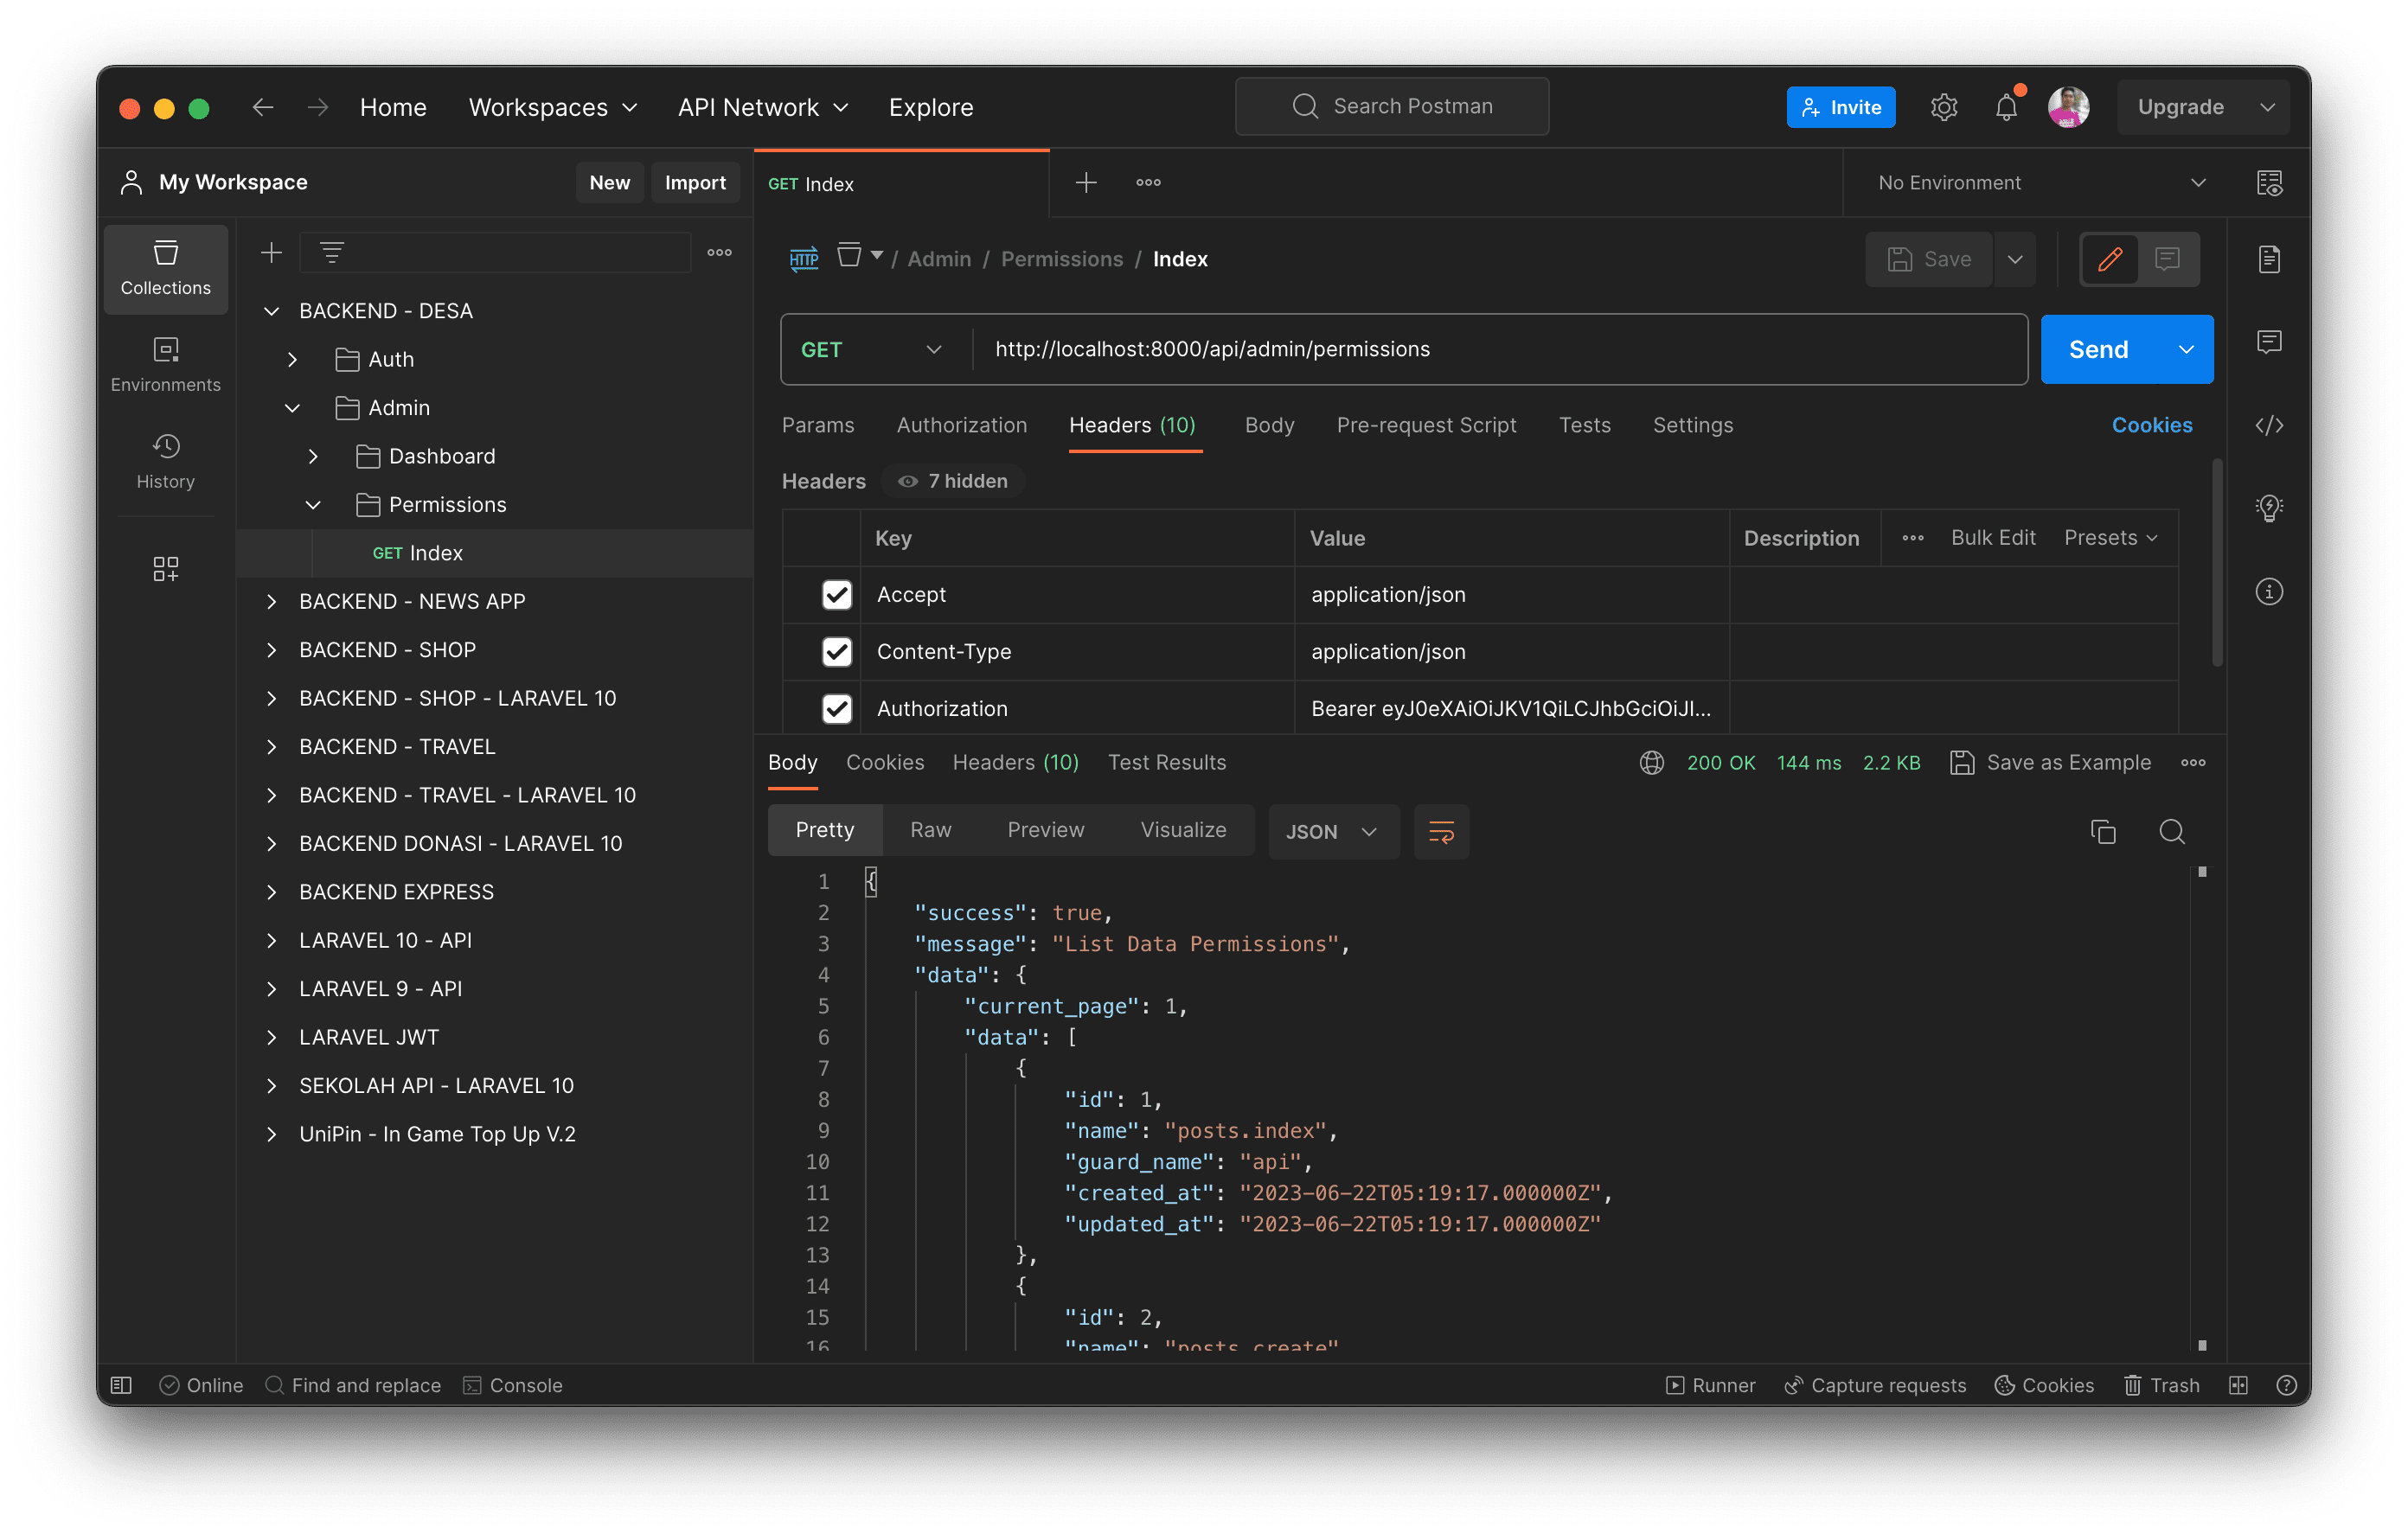 Home Workspaces API Network Explore Search Postman Invite Upgrade
My Workspace New Import
GET Index
No Environment
Collections
Environments
History
BACKEND - DESA
Auth
Admin
Dashboard
Permissions
GET Index
BACKEND - NEWS APP
BACKEND - SHOP
BACKEND - SHOP - LARAVEL 10
BACKEND - TRAVEL
BACKEND - TRAVEL - LARAVEL 10
BACKEND DONASI - LARAVEL 10
BACKEND EXPRESS
LARAVEL 10 - API
LARAVEL 9 - API
LARAVEL JWT
SEKOLAH API - LARAVEL 10
UniPin - In Game Top Up V.2
HTTP / Admin / Permissions / Index Save
GET http://localhost:8000/api/admin/permissions Send
Params Authorization Headers (10) Body Pre-request Script Tests Settings Cookies
Headers 7 hidden
Key Value Description Bulk Edit Presets
Accept application/json
Content-Type application/json
Authorization Bearer eyJ0eXAiOiJKV1QiLCJhbGciOiJI...
Body Cookies Headers (10) Test Results 200 OK 144 ms 2.2 KB Save as Example
Pretty Raw Preview Visualize JSON
1 {
2 "success": true,
3 "message": "List Data Permissions",
4 "data": {
5 "current_page": 1,
6 "data": [
7 {
8 "id": 1,
9 "name": "posts.index",
10 "guard_name": "api",
11 "created_at": "2023-06-22T05:19:17.000000Z",
12 "updated_at": "2023-06-22T05:19:17.000000Z"
13 },
14 {
15 "id": 2,
16 "name": "posts.create"
Online Find and replace Console Runner Capture requests Cookies Trash